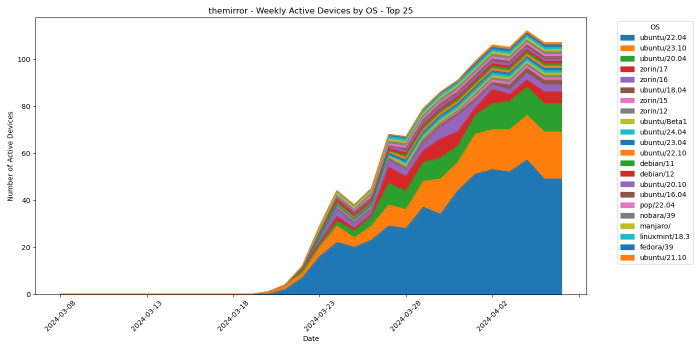 themirror - Weekly Active Devices by OS - Top 25
Number of Active Devices
100
80
60
40
20
0
2024-03-08
2024-03-13
2024-03-18
2024-03-23
2024-03-28
2024-04-02
Date
OS
ubuntu/22.04
ubuntu/23.10
ubuntu/20.04
zorin/17
zorin/16
ubuntu/18.04
zorin/15
zorin/12
ubuntu/Beta1
ubuntu/24.04
ubuntu/23.04
ubuntu/22.10
debian/11
debian/12
ubuntu/20.10
ubuntu/16.04
pop/22.04
nobara/39
manjaro/
linuxmint/18.3
fedora/39
ubuntu/21.10